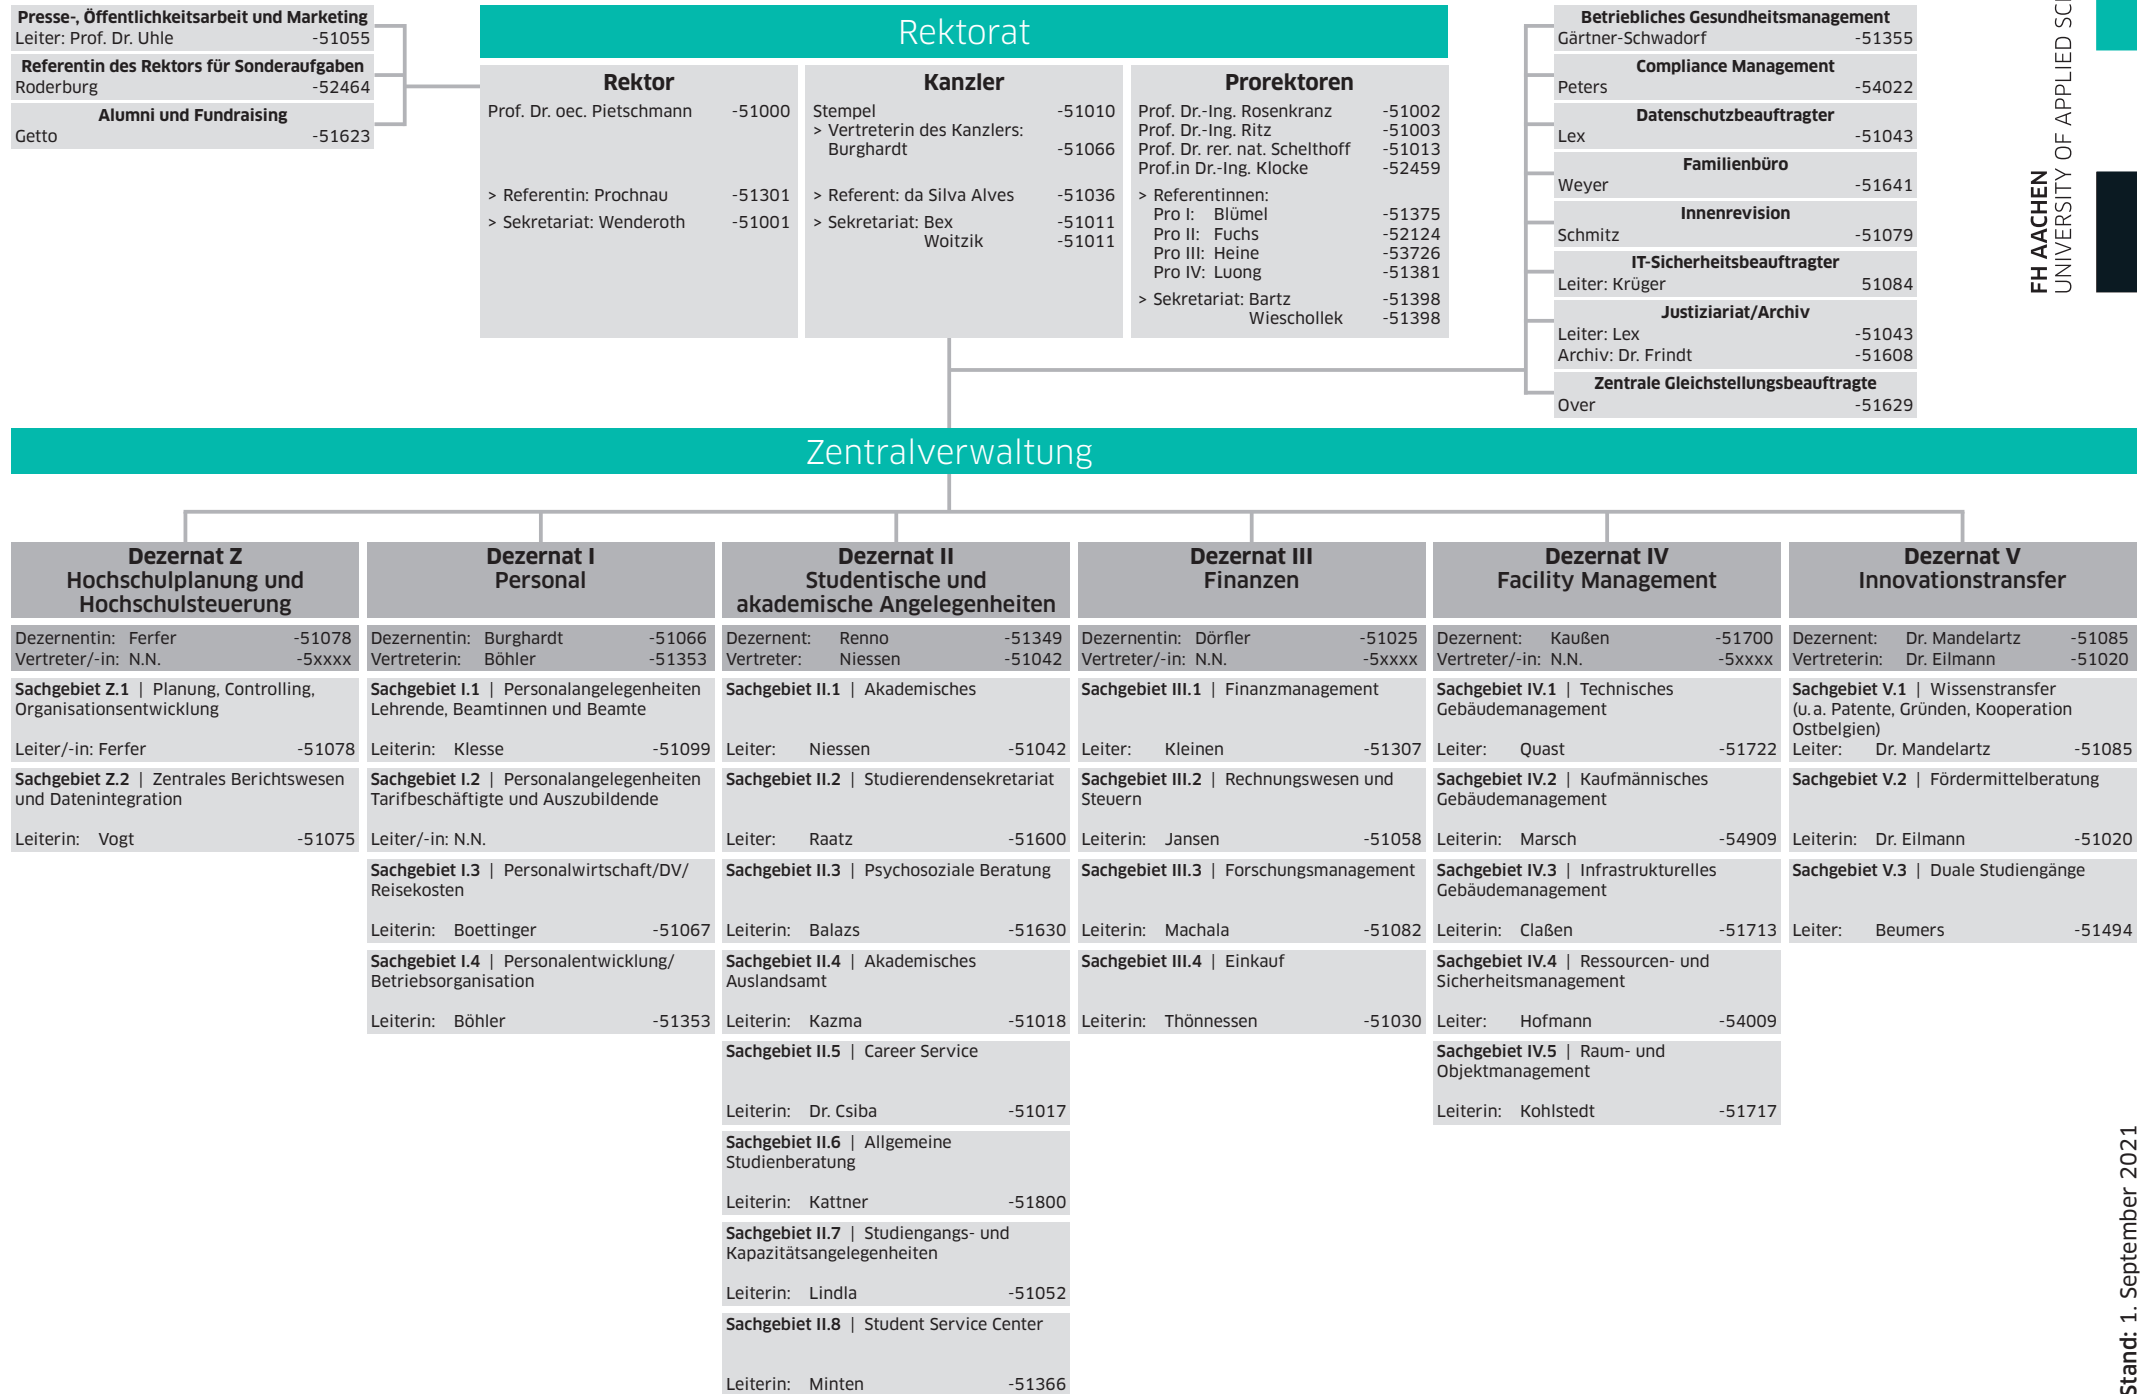 Presse-, Öffentlichkeitsarbeit und Marketing
Leiter: Prof. Dr. Uhle -51055
Referentin des Rektors für Sonderaufgaben
Roderburg -52464
Alumni und Fundraising
Getto -51623
Rektorat
Rektor
Prof. Dr. oec. Pietschmann -51000
> Referentin: Prochnau -51301
> Sekretariat: Wenderoth -51001
Kanzler
Stempel -51010
> Vertreterin des Kanzlers:
Burghardt -51066
> Referent: da Silva Alves -51036
> Sekretariat: Bex -51011
Woitzik -51011
Prorektoren
Prof. Dr.-Ing. Rosenkranz -51002
Prof. Dr.-Ing. Ritz -51003
Prof. Dr. rer. nat. Schelthoff -51013
Prof.in Dr.-Ing. Klocke -52459
> Referentinnen:
Pro I: Blümel -51375
Pro II: Fuchs -52124
Pro III: Heine -53726
Pro IV: Luong -51381
> Sekretariat: Bartz -51398
Wieschollek -51398
Betriebliches Gesundheitsmanagement
Gärtner-Schwadorf -51355
Compliance Management
Peters -54022
Datenschutzbeauftragter
Lex -51043
Familienbüro
Weyer -51641
Innenrevision
Schmitz -51079
IT-Sicherheitsbeauftragter
Leiter: Krüger 51084
Justiziariat/Archiv
Leiter: Lex -51043
Archiv: Dr. Frindt -51608
Zentrale Gleichstellungsbeauftragte
Over -51629
FH AACHEN
UNIVERSITY OF APPLIED SCI
Zentralverwaltung
Dezernat Z
Hochschulplanung und
Hochschulsteuerung
Dezernentin: Ferfer -51078
Vertreter/-in: N.N. -5xxxx
Sachgebiet Z.1 | Planung, Controlling,
Organisationsentwicklung
Leiter/-in: Ferfer -51078
Sachgebiet Z.2 | Zentrales Berichtswesen
und Datenintegration
Leiterin: Vogt -51075
Dezernat I
Personal
Dezernentin: Burghardt -51066
Vertreterin: Böhler -51353
Sachgebiet I.1 | Personalangelegenheiten
Lehrende, Beamtinnen und Beamte
Leiterin: Klesse -51099
Sachgebiet I.2 | Personalangelegenheiten
Tarifbeschäftigte und Auszubildende
Leiter/-in: N.N.
Sachgebiet I.3 | Personalwirtschaft/DV/
Reisekosten
Leiterin: Boettinger -51067
Sachgebiet I.4 | Personalentwicklung/
Betriebsorganisation
Leiterin: Böhler -51353
Dezernat II
Studentische und
akademische Angelegenheiten
Dezernent: Renno -51349
Vertreter: Niessen -51042
Sachgebiet II.1 | Akademisches
Leiter: Niessen -51042
Sachgebiet II.2 | Studierendensekretariat
Leiter: Raatz -51600
Sachgebiet II.3 | Psychosoziale Beratung
Leiterin: Balazs -51630
Sachgebiet II.4 | Akademisches
Auslandsamt
Leiterin: Kazma -51018
Sachgebiet II.5 | Career Service
Leiterin: Dr. Csiba -51017
Sachgebiet II.6 | Allgemeine
Studienberatung
Leiterin: Kattner -51800
Sachgebiet II.7 | Studiengangs- und
Kapazitätsangelegenheiten
Leiterin: Lindla -51052
Sachgebiet II.8 | Student Service Center
Leiterin: Minten -51366
Dezernat III
Finanzen
Dezernentin: Dörfler -51025
Vertreter/-in: N.N. -5xxxx
Sachgebiet III.1 | Finanzmanagement
Leiter: Kleinen -51307
Sachgebiet III.2 | Rechnungswesen und
Steuern
Leiterin: Jansen -51058
Sachgebiet III.3 | Forschungsmanagement
Leiterin: Machala -51082
Sachgebiet III.4 | Einkauf
Leiterin: Thönnessen -51030
Dezernat IV
Facility Management
Dezernent: Kaußen -51700
Vertreter/-in: N.N. -5xxxx
Sachgebiet IV.1 | Technisches
Gebäudemanagement
Leiter: Quast -51722
Sachgebiet IV.2 | Kaufmännisches
Gebäudemanagement
Leiterin: Marsch -54909
Sachgebiet IV.3 | Infrastrukturelles
Gebäudemanagement
Leiterin: Claßen -51713
Sachgebiet IV.4 | Ressourcen- und
Sicherheitsmanagement
Leiter: Hofmann -54009
Sachgebiet IV.5 | Raum- und
Objektmanagement
Leiterin: Kohlstedt -51717
Dezernat V
Innovationstransfer
Dezernent: Dr. Mandelartz -51085
Vertreterin: Dr. Eilmann -51020
Sachgebiet V.1 | Wissenstransfer
(u. a. Patente, Gründen, Kooperation
Ostbelgien)
Leiter: Dr. Mandelartz -51085
Sachgebiet V.2 | Fördermittelberatung
Leiterin: Dr. Eilmann -51020
Sachgebiet V.3 | Duale Studiengänge
Leiter: Beumers -51494
Stand: 1. September 2021